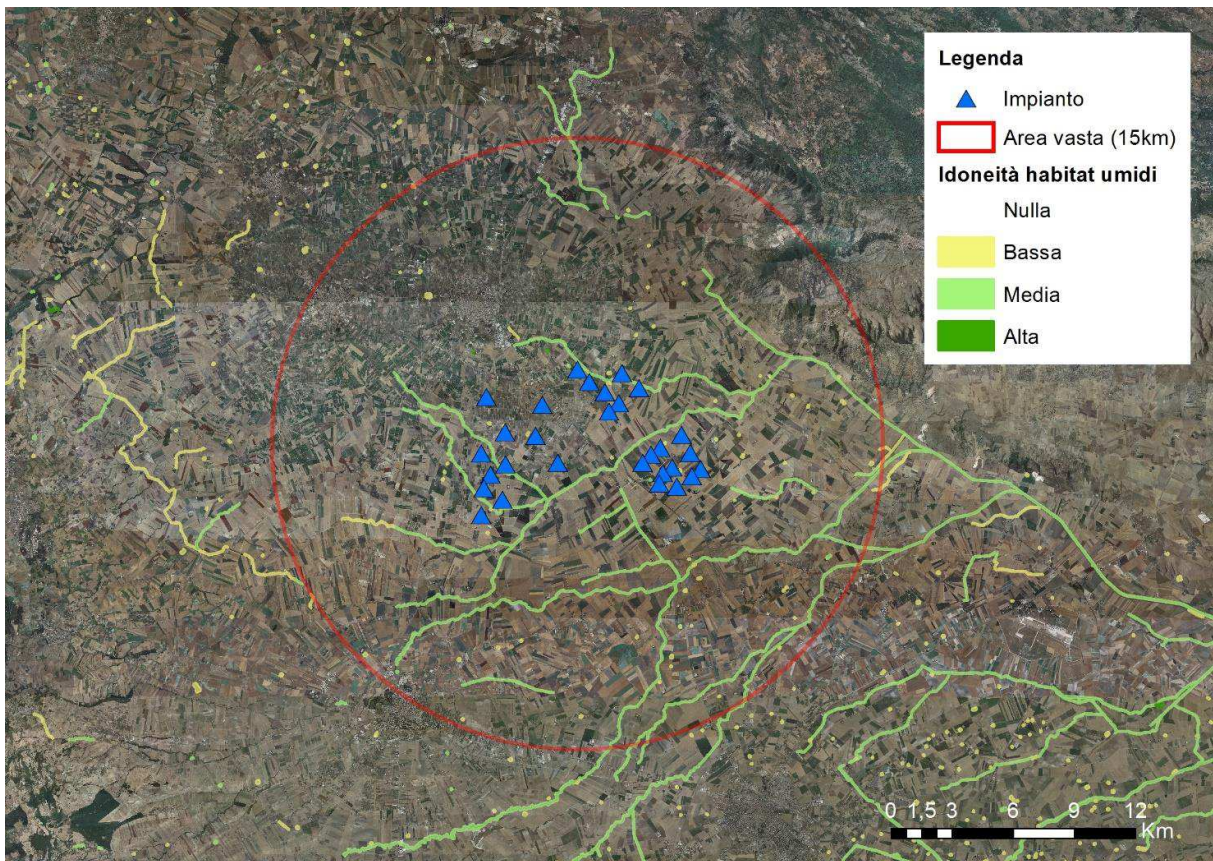 Legenda
Impianto
Area vasta (15km)
Idoneità habitat umidi
Nulla
Bassa
Media
Alta
0 1,5 3 6 9 12
Km